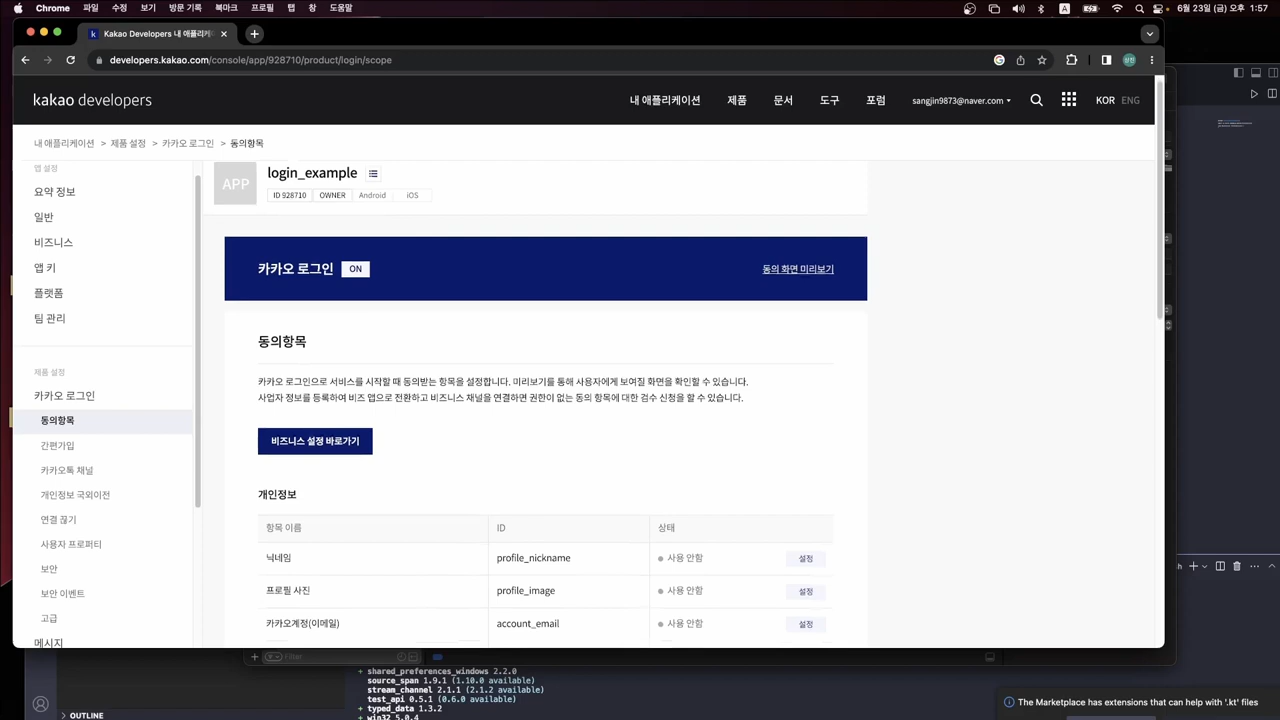 Chrome 파일 수정 보기 방문 기록 북마크 프로필 탭 창 도움말 A 6월 23일(금) 오후 1:57
Kakao Developers 내 애플리케
developers.kakao.com/console/app/928710/product/login/scope
kakao developers 내 애플리케이션 제품 문서 도구 포럼 sangjin9873@naver.com KOR ENG
내 애플리케이션 > 제품 설정 > 카카오 로그인 > 동의항목
앱 설정
요약 정보
일반
비즈니스
앱 키
플랫폼
팀 관리
제품 설정
카카오 로그인
동의항목
간편가입
카카오톡 채널
개인정보 국외이전
연결 끊기
사용자 프로퍼티
보안
보안 이벤트
고급
메시지
APP
login_example
ID 928710 OWNER Android iOS
카카오 로그인 ON 동의 화면 미리보기
동의항목
카카오 로그인으로 서비스를 시작할 때 동의받는 항목을 설정합니다. 미리보기를 통해 사용자에게 보여질 화면을 확인할 수 있습니다.
사업자 정보를 등록하여 비즈 앱으로 전환하고 비즈니스 채널을 연결하면 권한이 없는 동의 항목에 대한 검수 신청을 할 수 있습니다.
비즈니스 설정 바로가기
개인정보
항목 이름 ID 상태
닉네임 profile_nickname 사용 안함 설정
프로필 사진 profile_image 사용 안함 설정
카카오계정(이메일) account_email 사용 안함 설정
Filter
+ shared_preferences_windows 2.2.0
source_span 1.9.1 (1.10.0 available)
stream_channel 2.1.1 (2.1.2 available)
test_api 0.5.1 (0.6.0 available)
+ typed_data 1.3.2
+ win32 5.0.4
OUTLINE
The Marketplace has extensions that can help with '.kt' files